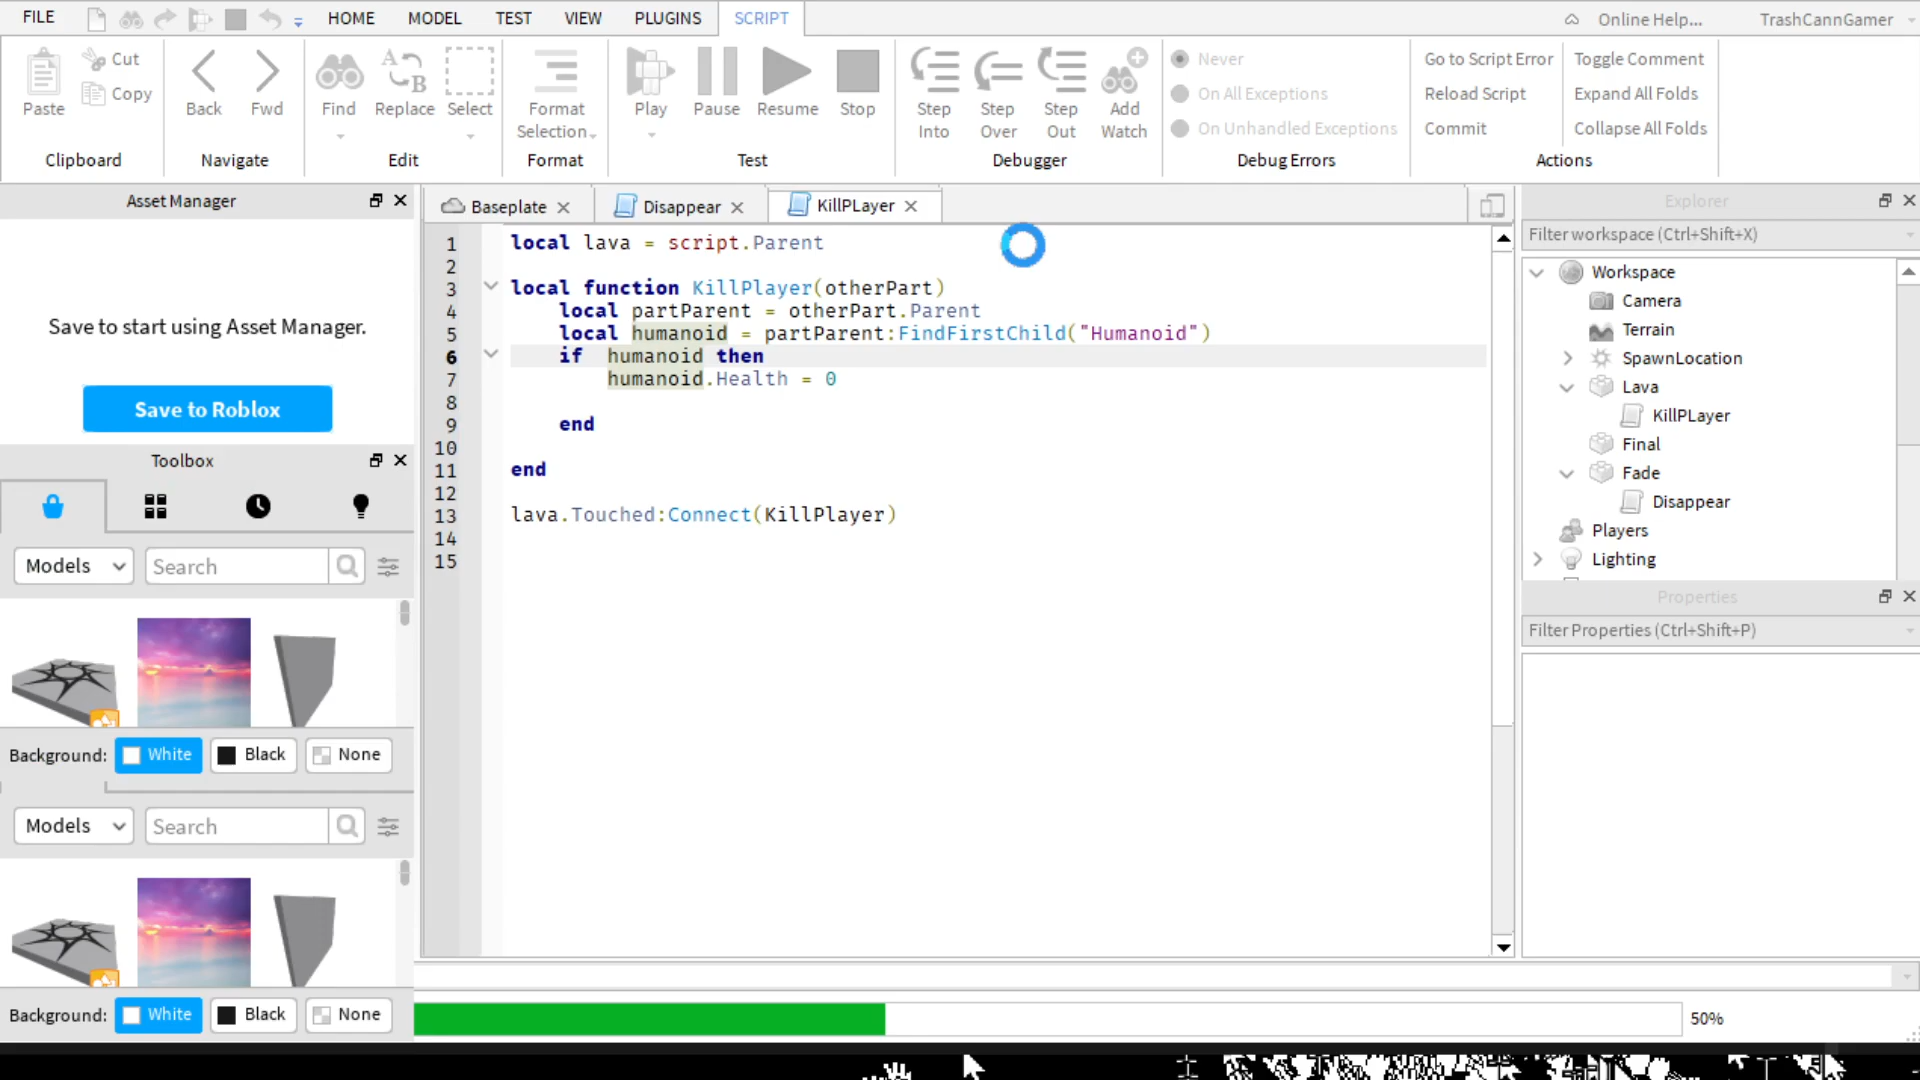 FILE HOME MODEL TEST VIEW PLUGINS SCRIPT Online Help... TrashCannGamer
Paste Cut Copy Back Fwd Find Replace Select Format Selection Play Pause Resume Stop Step Into Step Over Step Out Add Watch
Never
On All Exceptions
On Unhandled Exceptions
Go to Script Error
Reload Script
Commit
Toggle Comment
Expand All Folds
Collapse All Folds
Clipboard Navigate Edit Format Test Debugger Debug Errors Actions
Asset Manager
Save to start using Asset Manager.
Save to Roblox
Toolbox
Models Search
Background: White Black None
Models Search
Background: White Black None
Baseplate Disappear KillPLayer
1 local lava = script.Parent
2
3 local function KillPlayer(otherPart)
4 local partParent = otherPart.Parent
5 local humanoid = partParent:FindFirstChild("Humanoid")
6 if humanoid then
7 humanoid.Health = 0
8
9 end
10
11 end
12
13 lava.Touched:Connect(KillPlayer)
14
15
50%
Explorer
Filter workspace (Ctrl+Shift+X)
Workspace
Camera
Terrain
SpawnLocation
Lava
KillPLayer
Final
Fade
Disappear
Players
Lighting
Properties
Filter Properties (Ctrl+Shift+P)